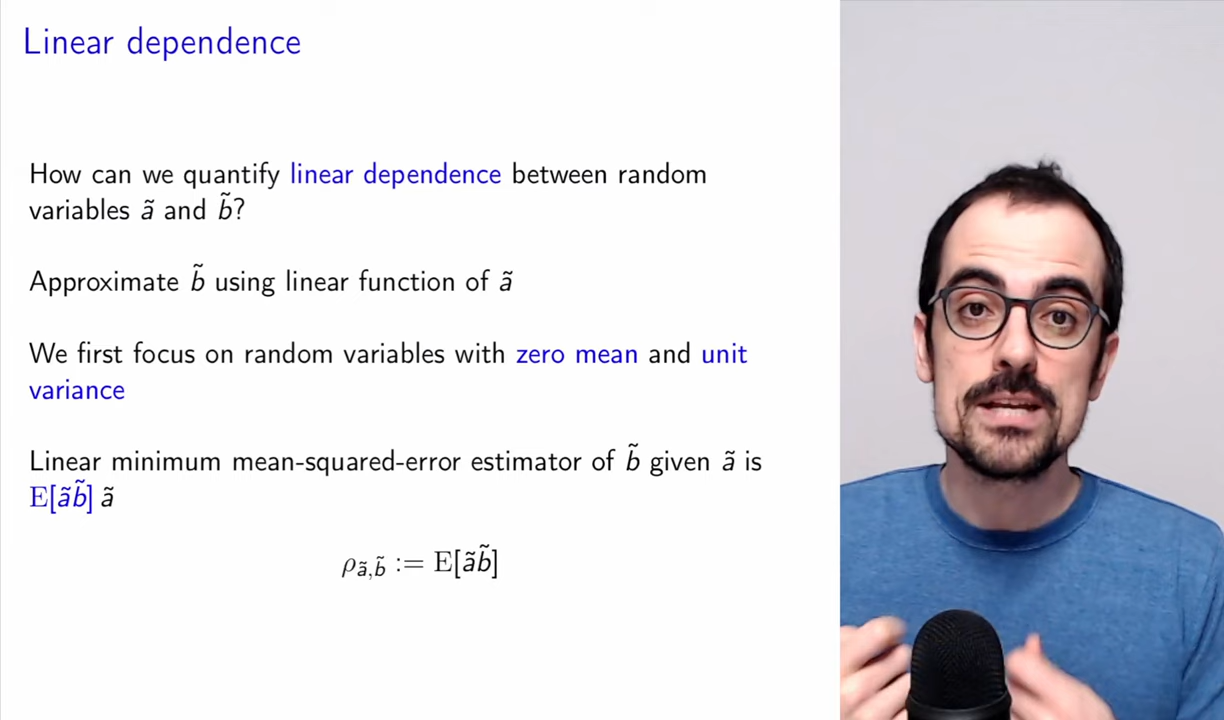 Linear dependence
How can we quantify linear dependence between random
variables ã and b̃?
Approximate b̃ using linear function of ã
We first focus on random variables with zero mean and unit
variance
Linear minimum mean-squared-error estimator of b̃ given ã is
E[ãb̃] ã
ρ_{ã,b̃} := E[ãb̃]